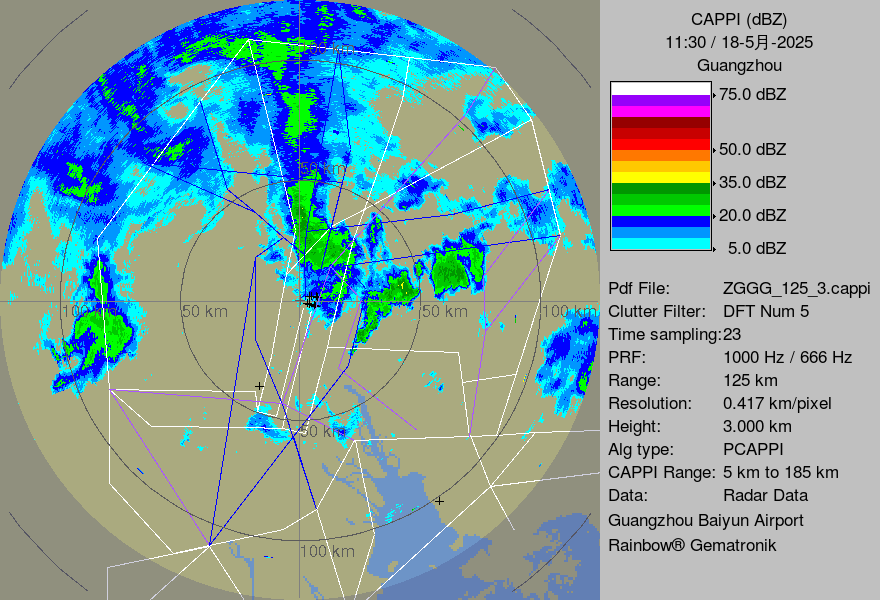 CAPPI (dBZ)
11:30 / 18-5月-2025
Guangzhou
75.0 dBZ
50.0 dBZ
35.0 dBZ
20.0 dBZ
5.0 dBZ
Pdf File: ZGGG_125_3.cappi
Clutter Filter: DFT Num 5
Time sampling:23
PRF: 1000 Hz / 666 Hz
Range: 125 km
Resolution: 0.417 km/pixel
Height: 3.000 km
Alg type: PCAPPI
CAPPI Range: 5 km to 185 km
Data: Radar Data
Guangzhou Baiyun Airport
Rainbow® Gematronik
50 km
100
50 km
50 km
100 km
50 km
100 km